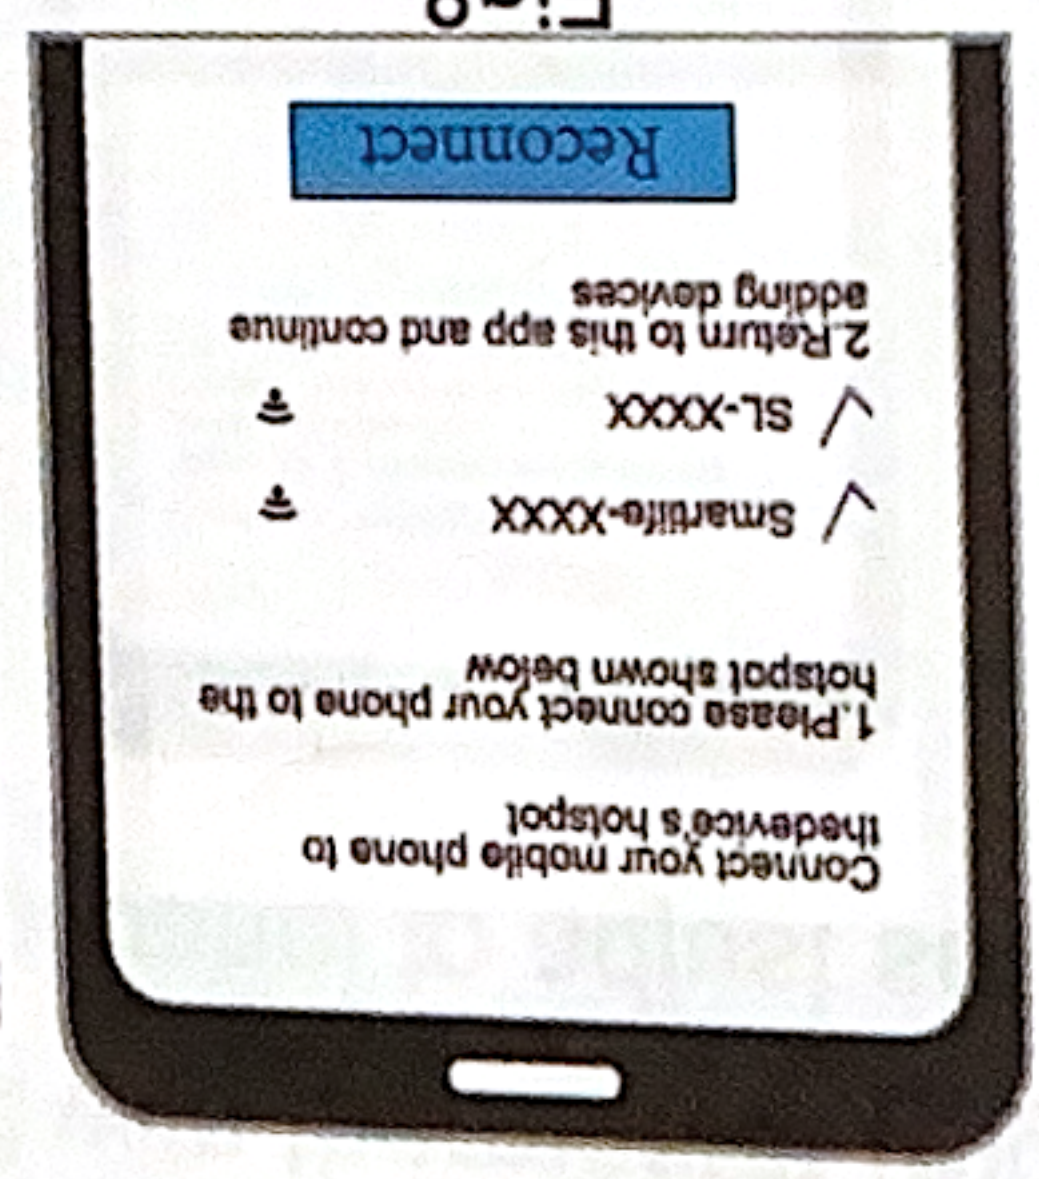 Connect your mobile phone to
thedevice's hotspot
1.Please connect your phone to the
hotspot shown below
Smartlife-XXXX
SL-XXXX
2.Return to this app and continue
adding devices
Reconnect